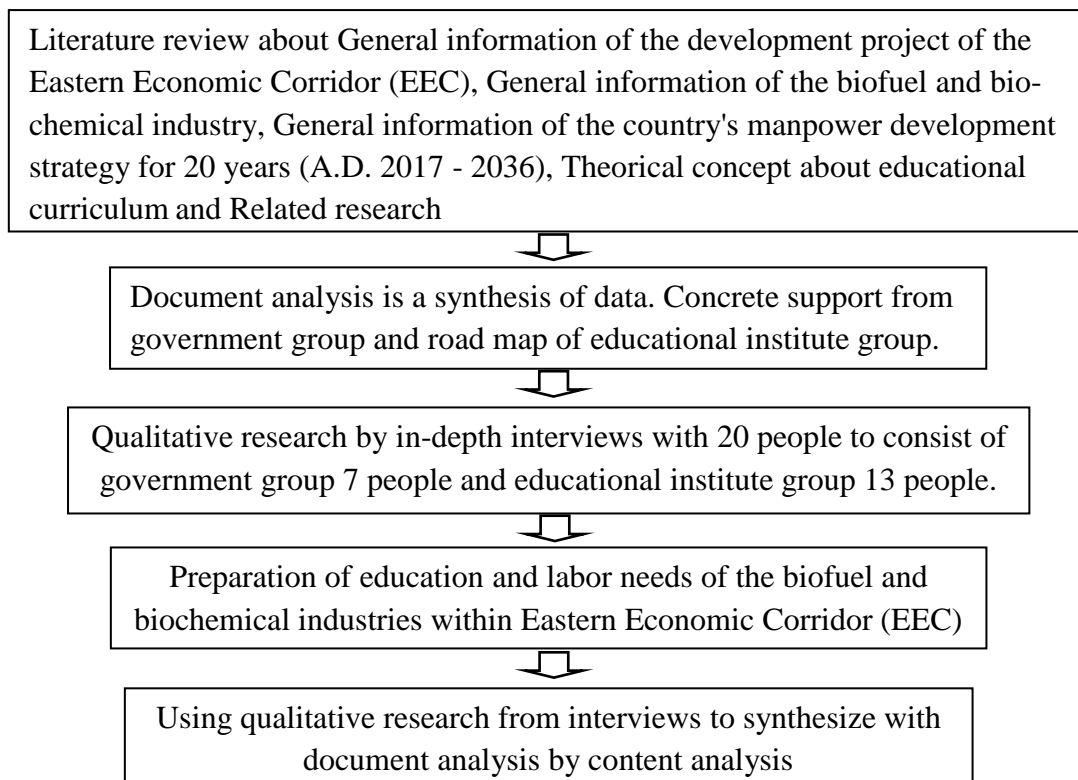 Literature review about General information of the development project of the
Eastern Economic Corridor (EEC), General information of the biofuel and bio-
chemical industry, General information of the country's manpower development
strategy for 20 years (A.D. 2017 - 2036), Theorical concept about educational
curriculum and Related research
Document analysis is a synthesis of data. Concrete support from
government group and road map of educational institute group.
Qualitative research by in-depth interviews with 20 people to consist of
government group 7 people and educational institute group 13 people.
Preparation of education and labor needs of the biofuel and
biochemical industries within Eastern Economic Corridor (EEC)
Using qualitative research from interviews to synthesize with
document analysis by content analysis